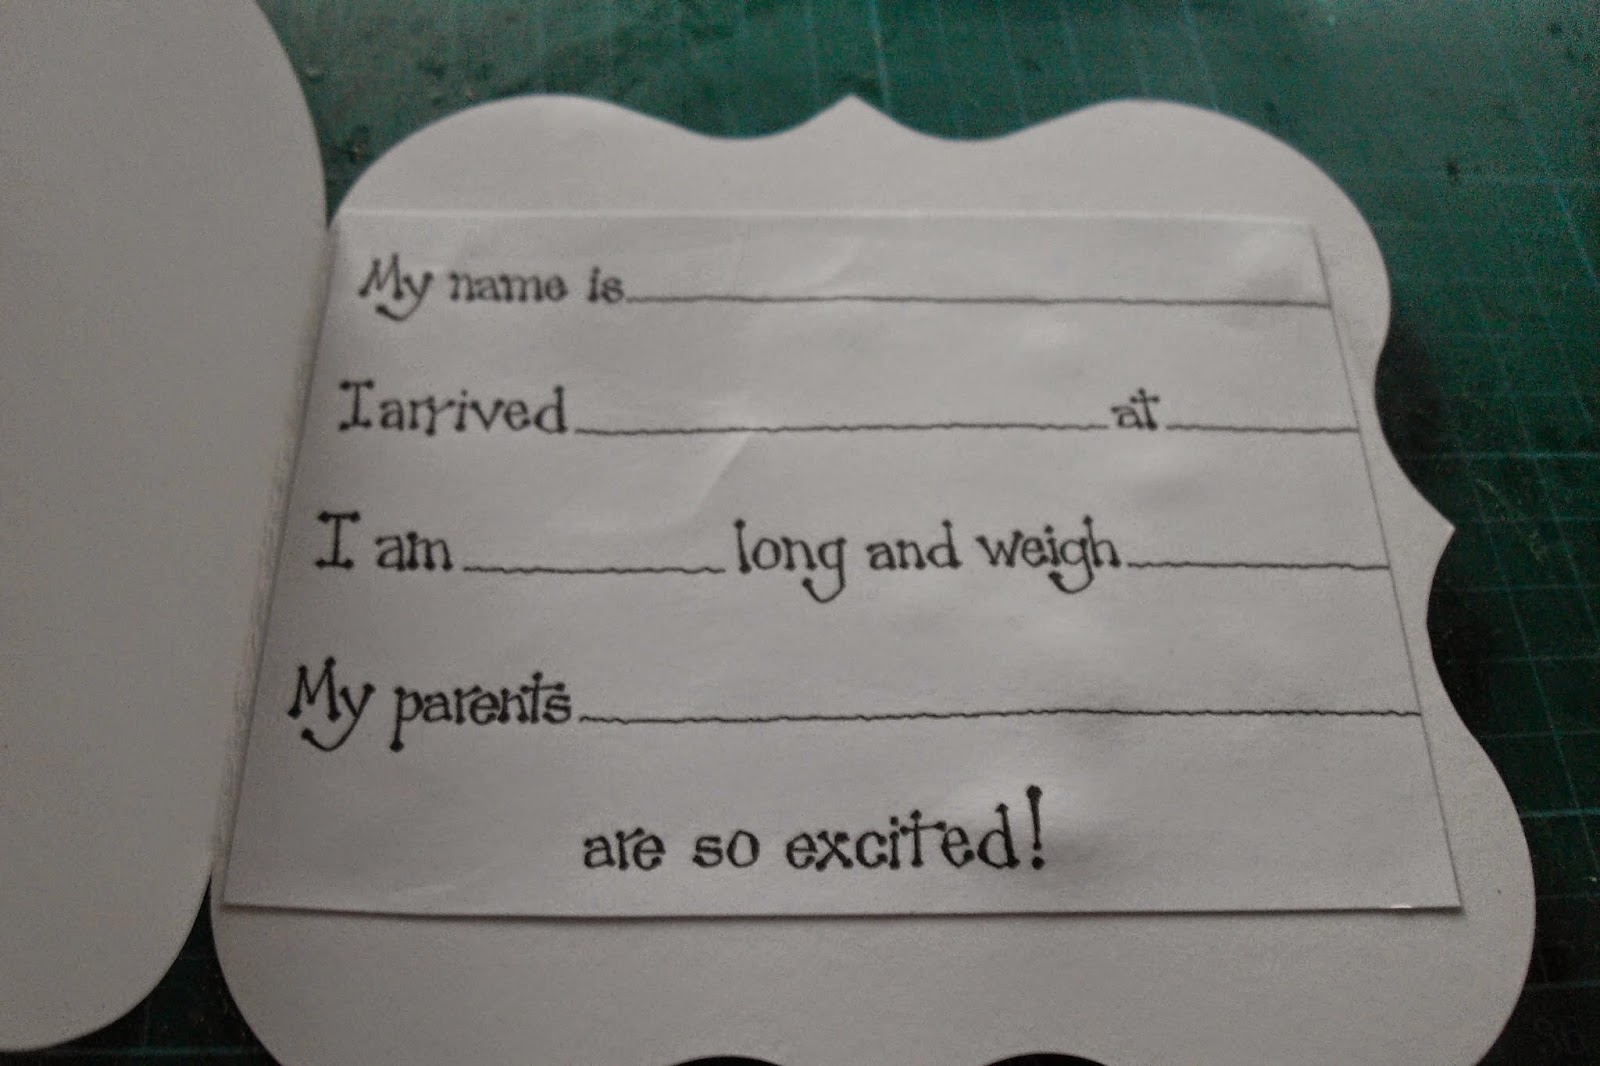 My name is
I arrived at
I am long and weigh
My parents
are so excited!